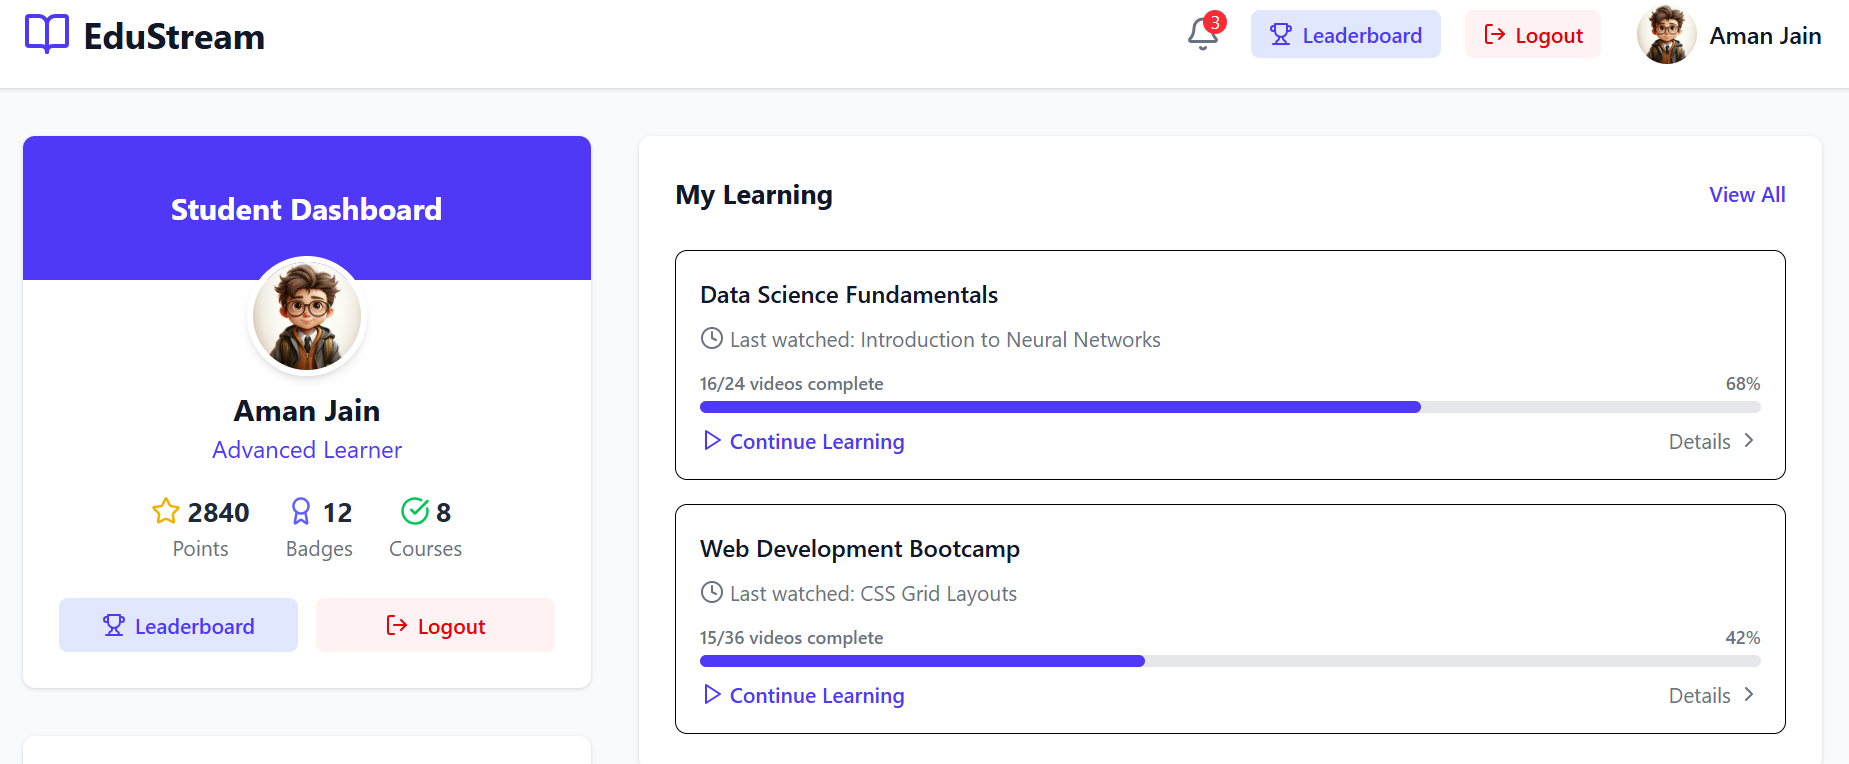 EduStream
3
Leaderboard
Logout
Aman Jain
Student Dashboard
Aman Jain
Advanced Learner
2840 12 8
Points Badges Courses
Leaderboard
Logout
My Learning
View All
Data Science Fundamentals
Last watched: Introduction to Neural Networks
16/24 videos complete 68%
Continue Learning Details
Web Development Bootcamp
Last watched: CSS Grid Layouts
15/36 videos complete 42%
Continue Learning Details